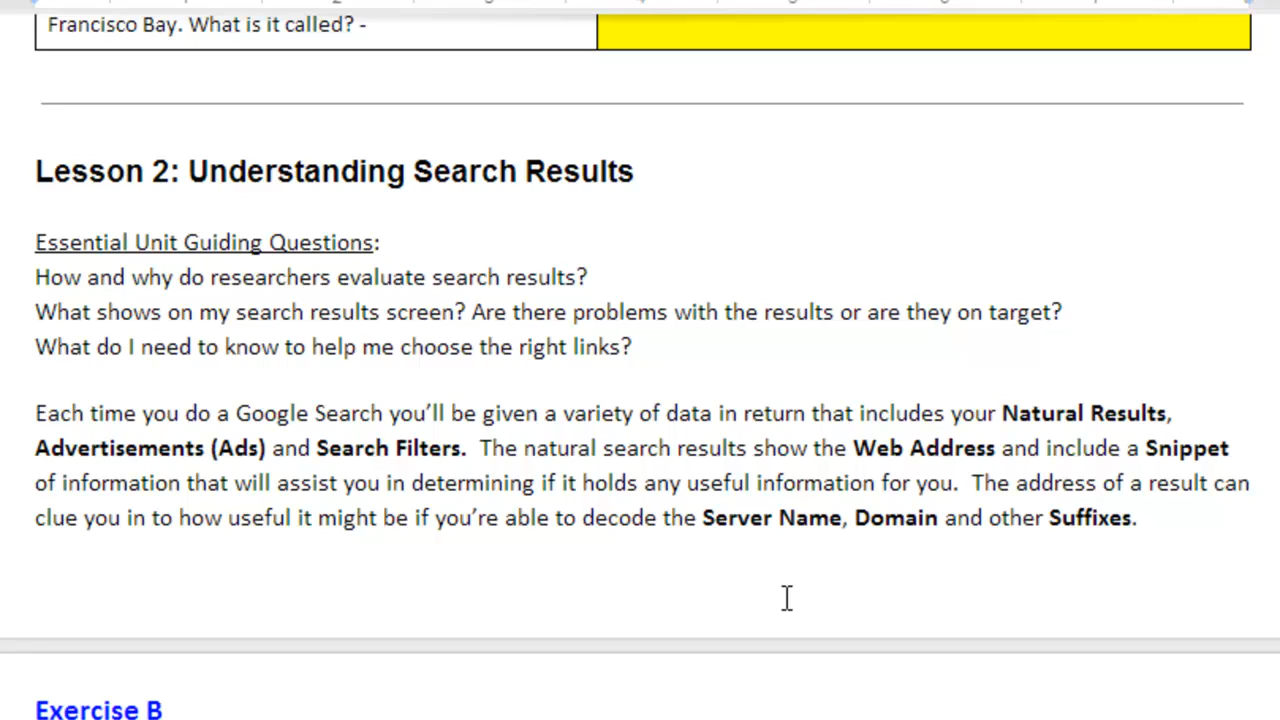 Francisco Bay. What is it called? -
Lesson 2: Understanding Search Results
Essential Unit Guiding Questions:
How and why do researchers evaluate search results?
What shows on my search results screen? Are there problems with the results or are they on target?
What do I need to know to help me choose the right links?
Each time you do a Google Search you’ll be given a variety of data in return that includes your Natural Results,
Advertisements (Ads) and Search Filters.  The natural search results show the Web Address and include a Snippet
of information that will assist you in determining if it holds any useful information for you.  The address of a result can
clue you in to how useful it might be if you’re able to decode the Server Name, Domain and other Suffixes.
Exercise B